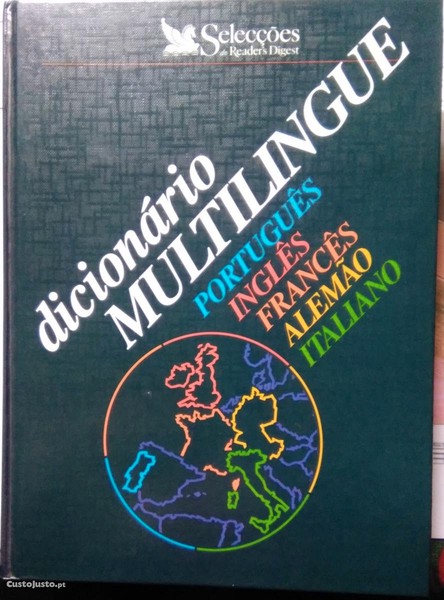 Selecções
do Reader's Digest
dicionário
MULTILINGUE
PORTUGUÊS
INGLÊS
FRANCÊS
ALEMÃO
ITALIANO
CustoJusto.pt